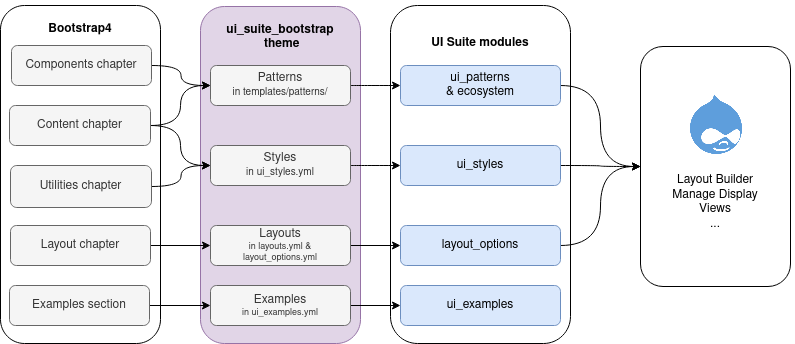 Bootstrap4
Components chapter
Content chapter
Utilities chapter
Layout chapter
Examples section
ui_suite_bootstrap
theme
Patterns
in templates/patterns/
Styles
in ui_styles.yml
Layouts
in layouts.yml &
layout_options.yml
Examples
in ui_examples.yml
UI Suite modules
ui_patterns
& ecosystem
ui_styles
layout_options
ui_examples
Layout Builder
Manage Display
Views
...